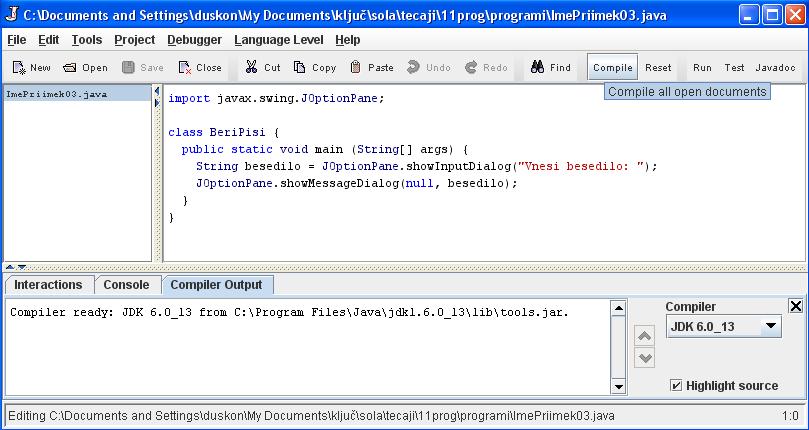 C:\Documents and Settings\duskon\My Documents\ključ\sola\tecaji\11prog\programi\ImePriimek03.java
File Edit Tools Project Debugger Language Level Help
New Open Save Close Cut Copy Paste Undo Redo Find Compile Reset Run Test Javadoc
Compile all open documents
ImePriimek03.java
import javax.swing.JOptionPane;
class BeriPisi {
public static void main (String[] args) {
String besedilo = JOptionPane.showInputDialog("Vnesi besedilo: ");
JOptionPane.showMessageDialog(null, besedilo);
}
}
Interactions Console Compiler Output
Compiler ready: JDK 6.0_13 from C:\Program Files\Java\jdk1.6.0_13\lib\tools.jar.
Compiler
JDK 6.0_13
Highlight source
Editing C:\Documents and Settings\duskon\My Documents\ključ\sola\tecaji\11prog\programi\ImePriimek03.java 1:0